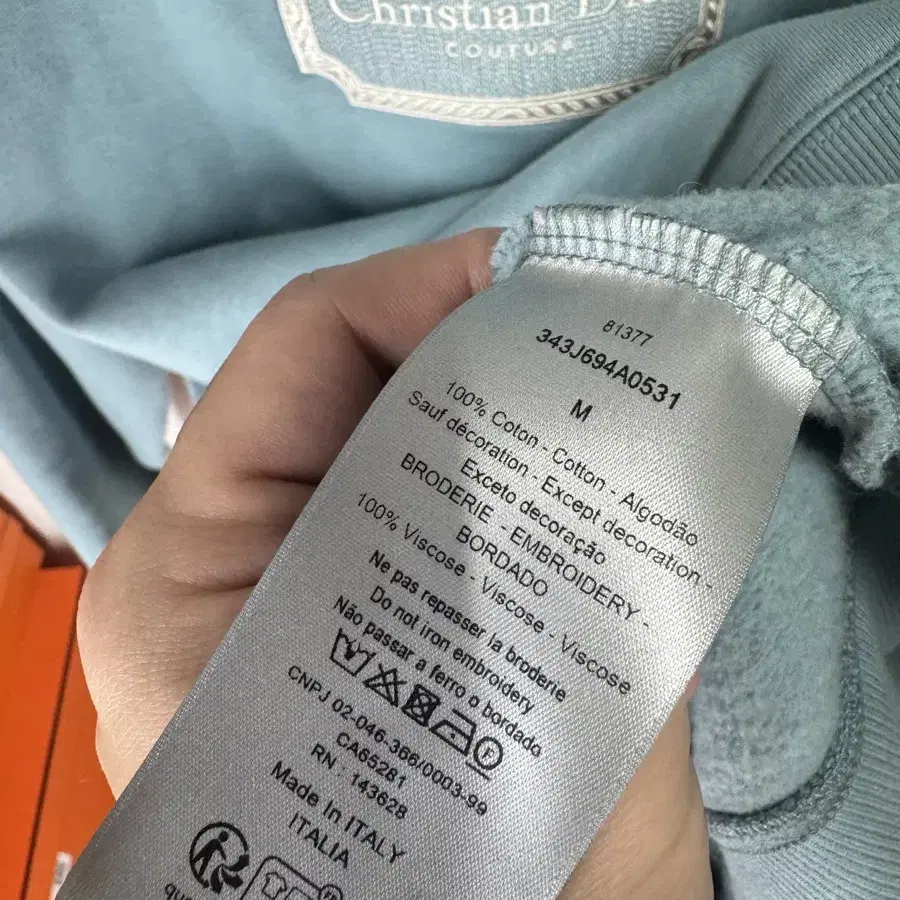 Christian
COUTURE
81377
343J694A0531
M
100% Coton - Cotton - Algodão
Sauf décoration - Except decoration -
Exceto decoração
BRODERIE - EMBROIDERY -
BORDADO
100% Viscose - Viscose - Viscose
Ne pas repasser la broderie
Do not iron embroidery
Não passar a ferro o bordado
F
CNPJ 02-046-366/0003-99
CA65281
RN : 143628
Made in ITALY
ITALIA